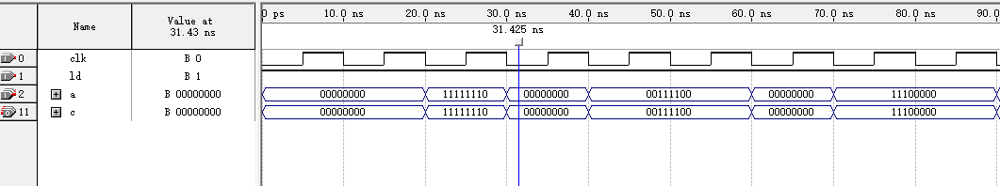 Name
Value at
31.43 ns
0 ps 10.0 ns 20.0 ns 30.0 ns 40.0 ns 50.0 ns 60.0 ns 70.0 ns 80.0 ns 90.0
31.425 ns
0 clk B 0
1 ld B 1
2 a B 00000000 00000000 11111110 00000000 00111100 00000000 11100000
11 c B 00000000 00000000 11111110 00000000 00111100 00000000 11100000